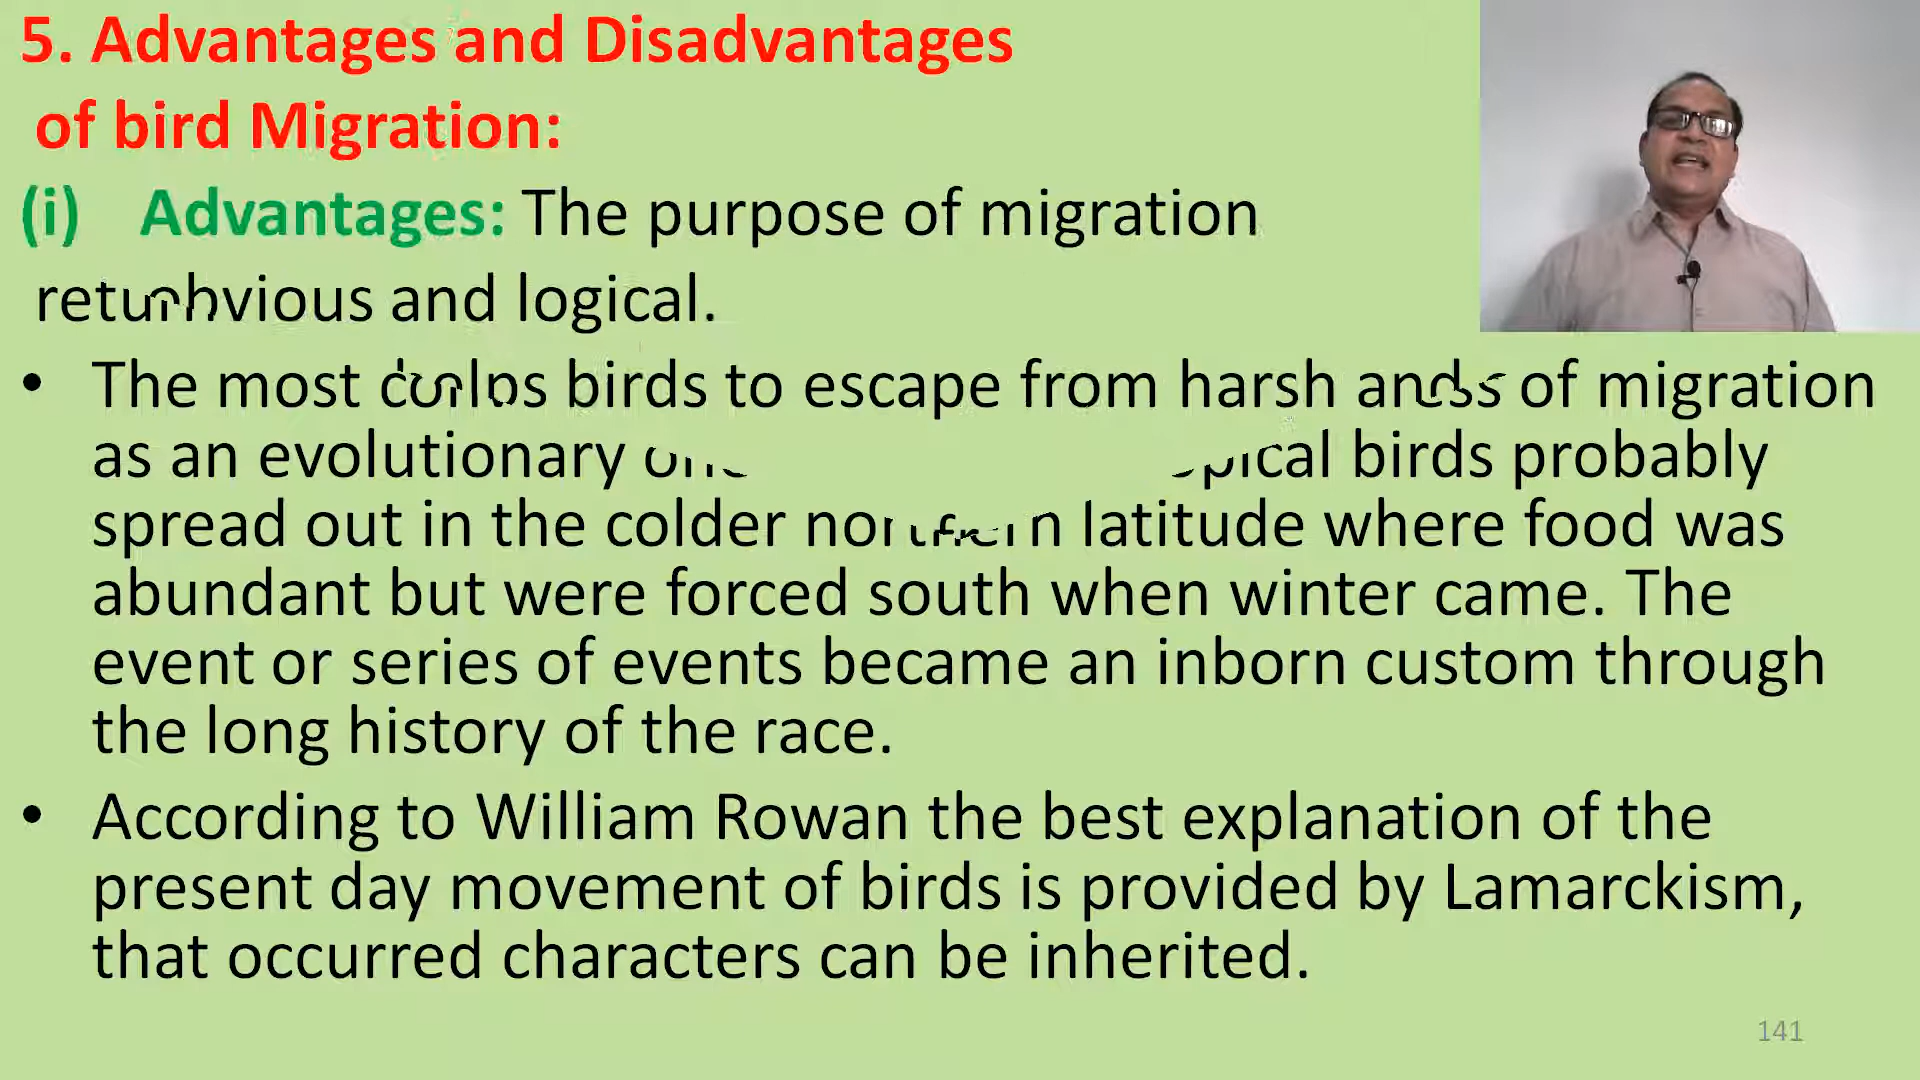 5. Advantages and Disadvantages
of bird Migration:
(i) Advantages: The purpose of migration
and logical.
• The most birds to escape from harsh of migration
as an evolutionary birds probably
spread out in the colder northern latitude where food was
abundant but were forced south when winter came. The
event or series of events became an inborn custom through
the long history of the race.
• According to William Rowan the best explanation of the
present day movement of birds is provided by Lamarckism,
that occurred characters can be inherited.
141